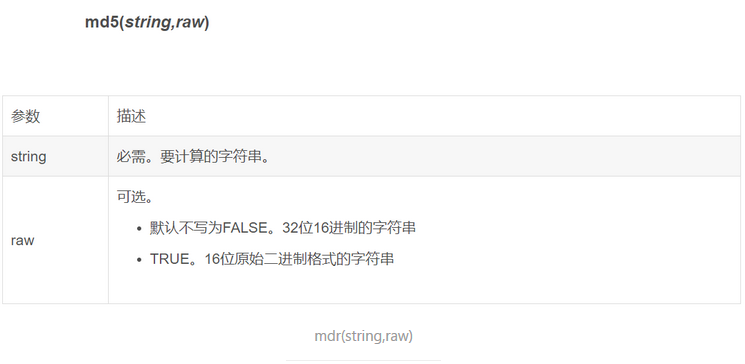 md5(string,raw)
参数 描述
string 必需。要计算的字符串。
raw
可选。
• 默认不写为FALSE。32位16进制的字符串
• TRUE。16位原始二进制格式的字符串
mdr(string,raw)